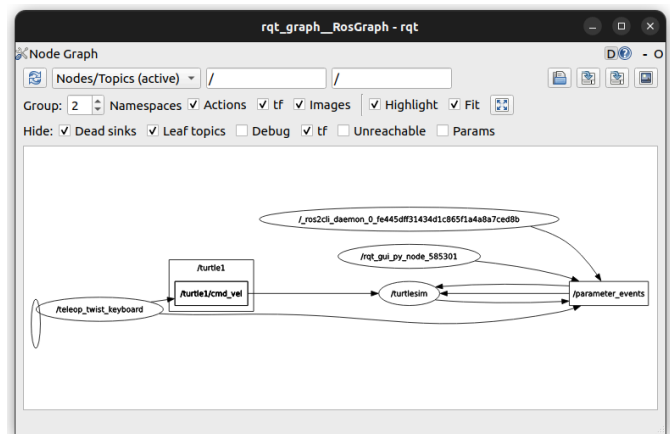 rqt_graph__RosGraph - rqt
Node Graph
D - O
Nodes/Topics (active) / /
Group: 2 Namespaces Actions tf Images Highlight Fit
Hide: Dead sinks Leaf topics Debug tf Unreachable Params
/_ros2cli_daemon_0_fe445dff31434d1c865f1a4a8a7ced8b
/rqt_gui_py_node_585301
/turtle1
/turtle1/cmd_vel
/turtlesim
/parameter_events
/teleop_twist_keyboard